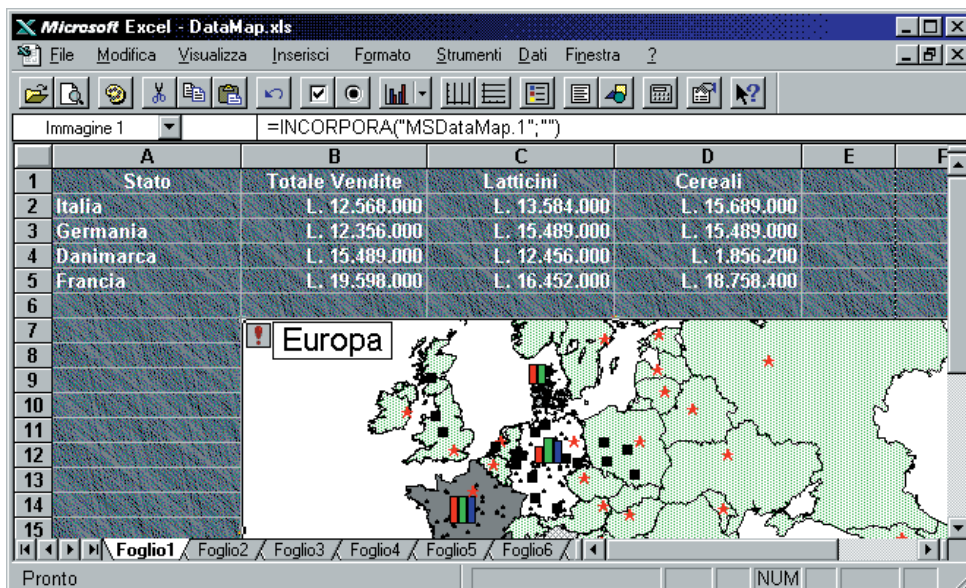 Microsoft Excel - DataMap.xls
File Modifica Visualizza Inserisci Formato Strumenti Dati Finestra ?
Immagine 1 =INCORPORA("MSDataMap.1";"")
A B C D E F
1 Stato Totale Vendite Latticini Cereali
2 Italia L. 12.568.000 L. 13.584.000 L. 15.689.000
3 Germania L. 12.356.000 L. 15.489.000 L. 15.489.000
4 Danimarca L. 15.489.000 L. 12.456.000 L. 1.856.200
5 Francia L. 19.598.000 L. 16.452.000 L. 18.758.400
6
7
Europa
8
9
10
11
12
13
14
15
Foglio1 Foglio2 Foglio3 Foglio4 Foglio5 Foglio6
Pronto NUM